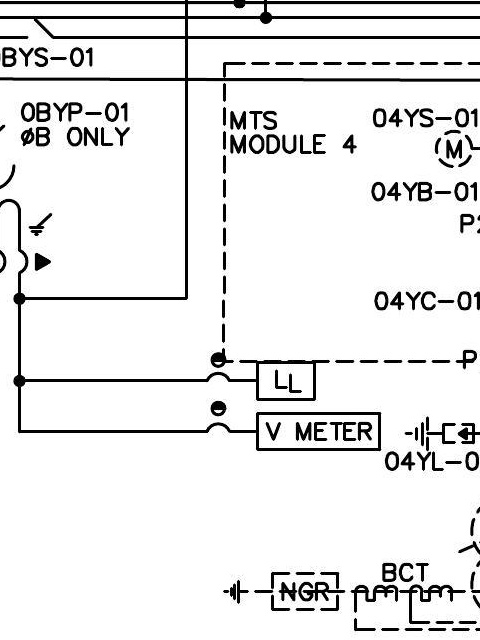 0BYS-01
0BYP-01
ØB ONLY
MTS
MODULE 4
04YS-01
M
04YB-01
P2
04YC-01
P
LL
V METER
04YL-0
BCT
NGR